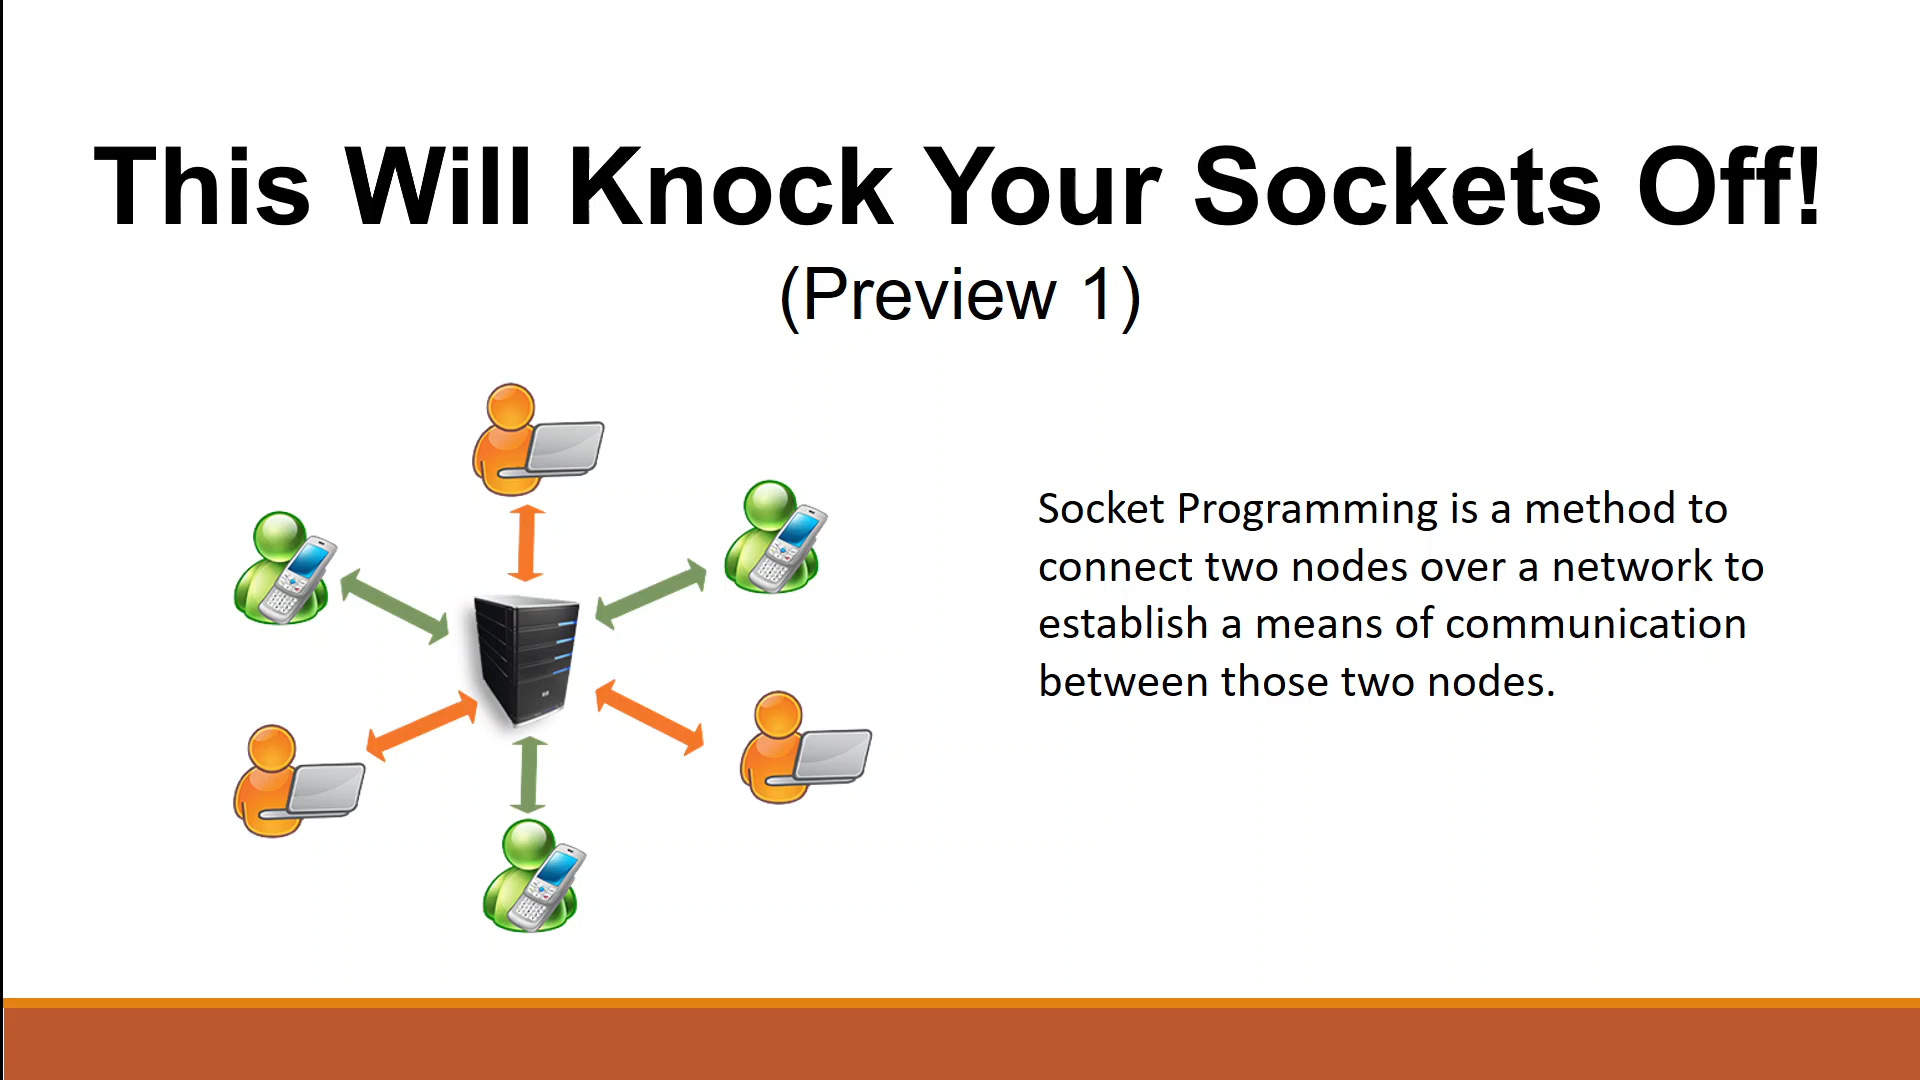 This Will Knock Your Sockets Off!
(Preview 1)
Socket Programming is a method to
connect two nodes over a network to
establish a means of communication
between those two nodes.